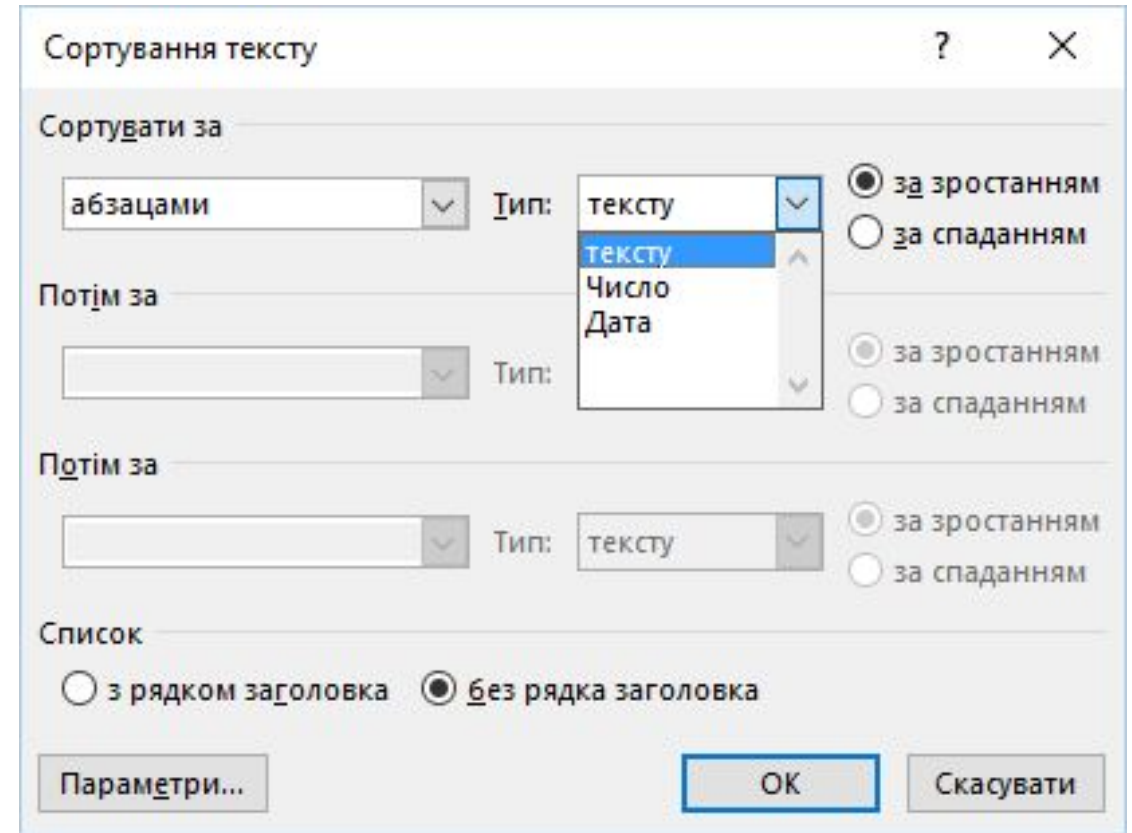 Сортування тексту ?
Сортувати за
абзацами Тип: тексту за зростанням
за спаданням
тексту
Число
Дата
Потім за
Тип: за зростанням
за спаданням
Потім за
Тип: тексту за зростанням
за спаданням
Список
з рядком заголовка без рядка заголовка
Параметри... ОК Скасувати